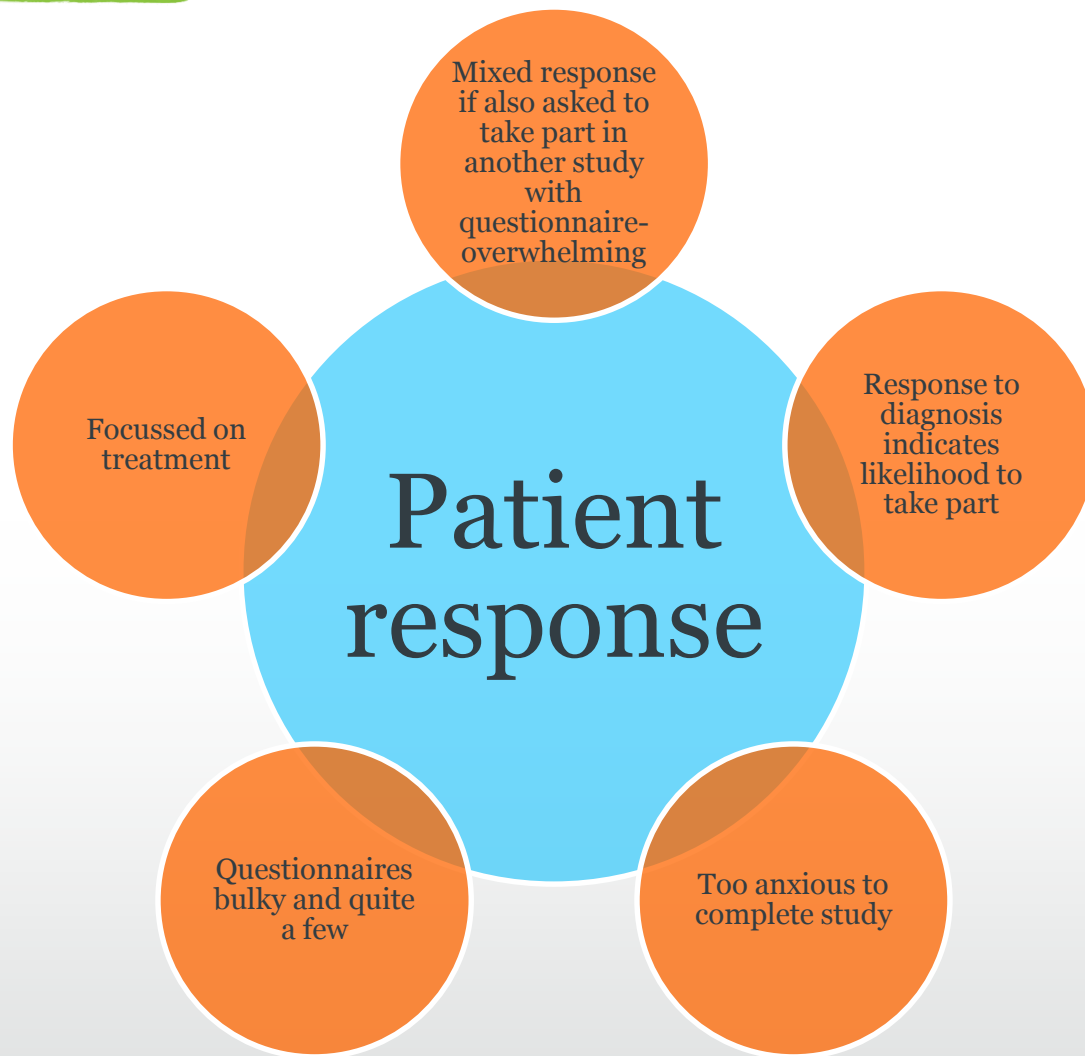 Mixed response
if also asked to
take part in
another study
with
questionnaire-
overwhelming
Response to
diagnosis
indicates
likelihood to
take part
Too anxious to
complete study
Questionnaires
bulky and quite
a few
Focussed on
treatment
Patient
response